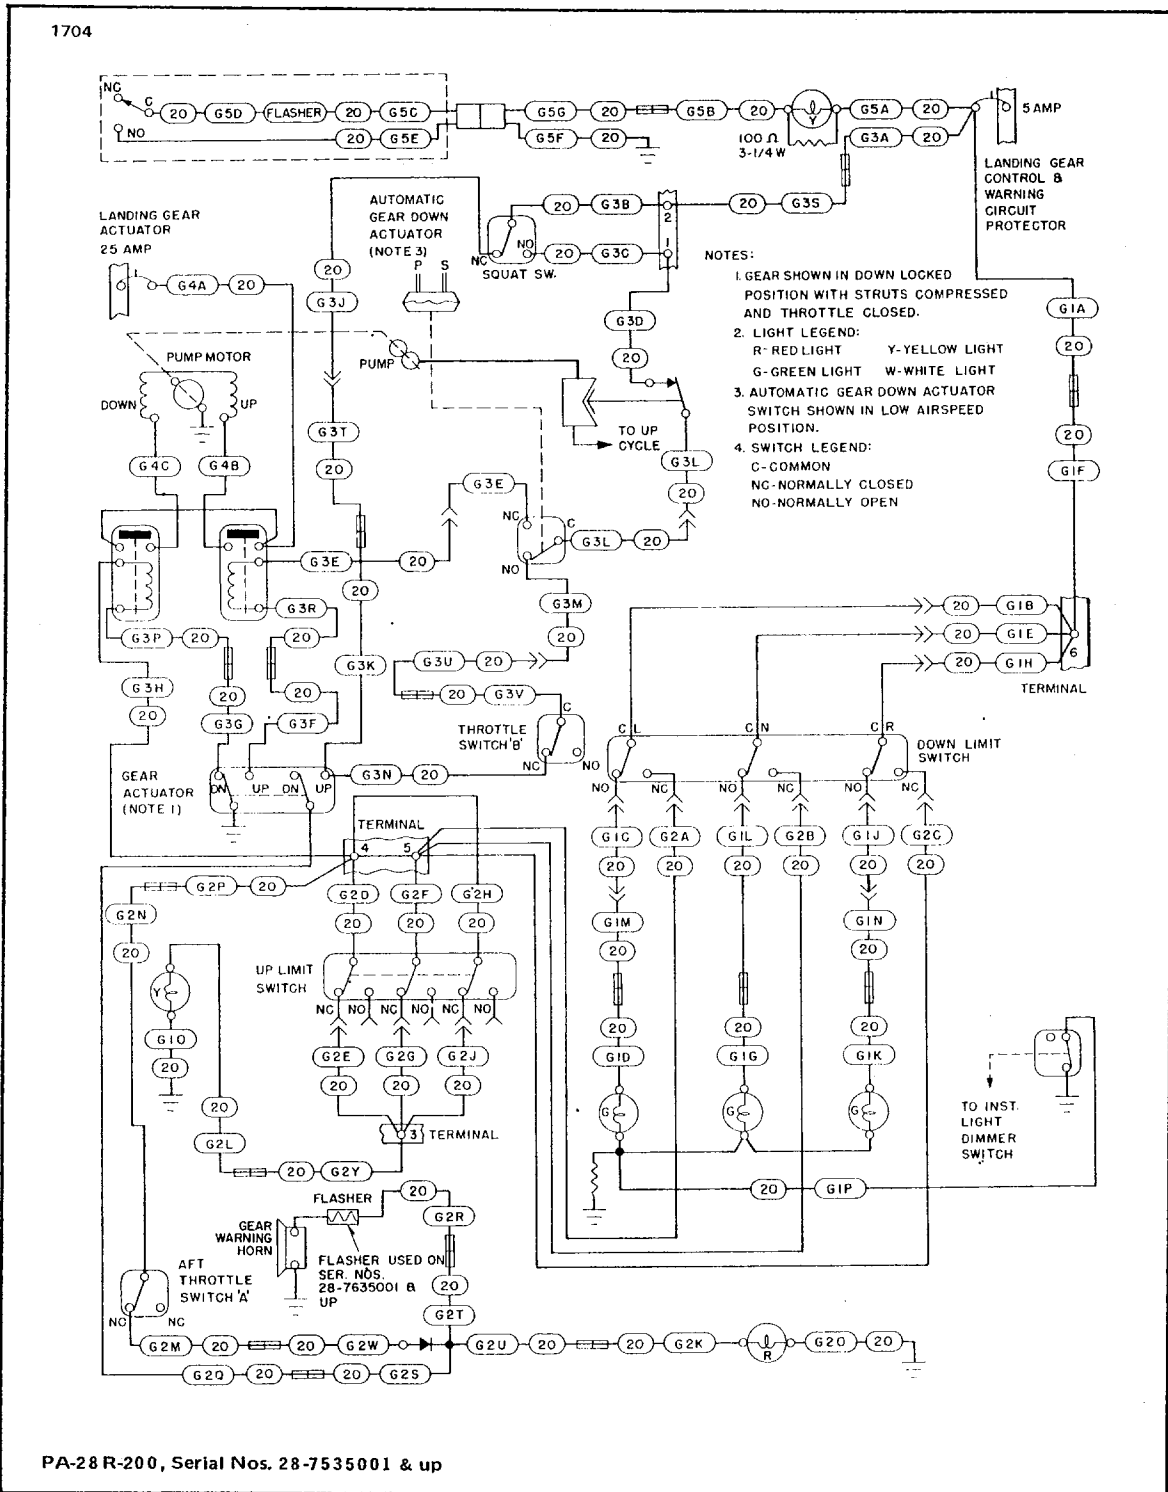 1704
NC
C
20
G5D
FLASHER
20
G5C
NO
20
G5E
G5G
20
G5B
20
Y
G5A
20
5 AMP
G5F
20
100 Ω
3-1/4 W
G3A
20
LANDING GEAR
CONTROL &
WARNING
CIRCUIT
PROTECTOR
LANDING GEAR
ACTUATOR
25 AMP
G4A
20
AUTOMATIC
GEAR DOWN
ACTUATOR
(NOTE 3)
P S
20
G3J
20
G3B
2
20
G3S
NC
NO
20
G3C
1
SQUAT SW.
NOTES:
1. GEAR SHOWN IN DOWN LOCKED
POSITION WITH STRUTS COMPRESSED
AND THROTTLE CLOSED.
2. LIGHT LEGEND:
R-RED LIGHT Y-YELLOW LIGHT
G-GREEN LIGHT W-WHITE LIGHT
3. AUTOMATIC GEAR DOWN ACTUATOR
SWITCH SHOWN IN LOW AIRSPEED
POSITION.
4. SWITCH LEGEND:
C-COMMON
NC-NORMALLY CLOSED
NO-NORMALLY OPEN
G1A
20
20
G1F
G3D
20
PUMP MOTOR
PUMP
DOWN
UP
TO UP
CYCLE
G4C
G4B
G3T
20
G3L
20
G3E
NC
C
G3L
20
NO
G3E
20
20
G3R
G3M
20
G3P
20
20
G3K
G3U
20
20
G3V
G3H
20
20
G3G
20
G3F
C
THROTTLE
SWITCH 'B'
NC
NO
20
G1B
20
G1E
6
20
G1H
TERMINAL
C L
C N
C R
DOWN LIMIT
SWITCH
NO
NC
NO
NC
NO
NC
GEAR
ACTUATOR
(NOTE 1)
DN
UP
DN
UP
G3N
20
TERMINAL
4
5
G1C
G2A
G1L
G2B
G1J
G2C
20
20
20
20
20
20
G2P
20
G2N
20
G2D
G2F
G2H
20
20
20
G1M
20
G1N
20
UP LIMIT
SWITCH
NC
NO
NC
NO
NC
Y
G1O
20
G2E
G2G
G2J
20
20
20
20
G1D
20
G1G
20
G1K
G
G
G
TO INST.
LIGHT
DIMMER
SWITCH
20
G2L
3
TERMINAL
20
G2Y
20
G1P
FLASHER
20
G2R
GEAR
WARNING
HORN
FLASHER USED ON
SER. NOS.
28-7635001 &
UP
20
G2T
AFT
THROTTLE
SWITCH 'A'
NC
NC
G2M
20
20
G2W
G2U
20
20
G2K
R
G2O
20
G2Q
20
20
G2S
PA-28R-200, Serial Nos. 28-7535001 & up